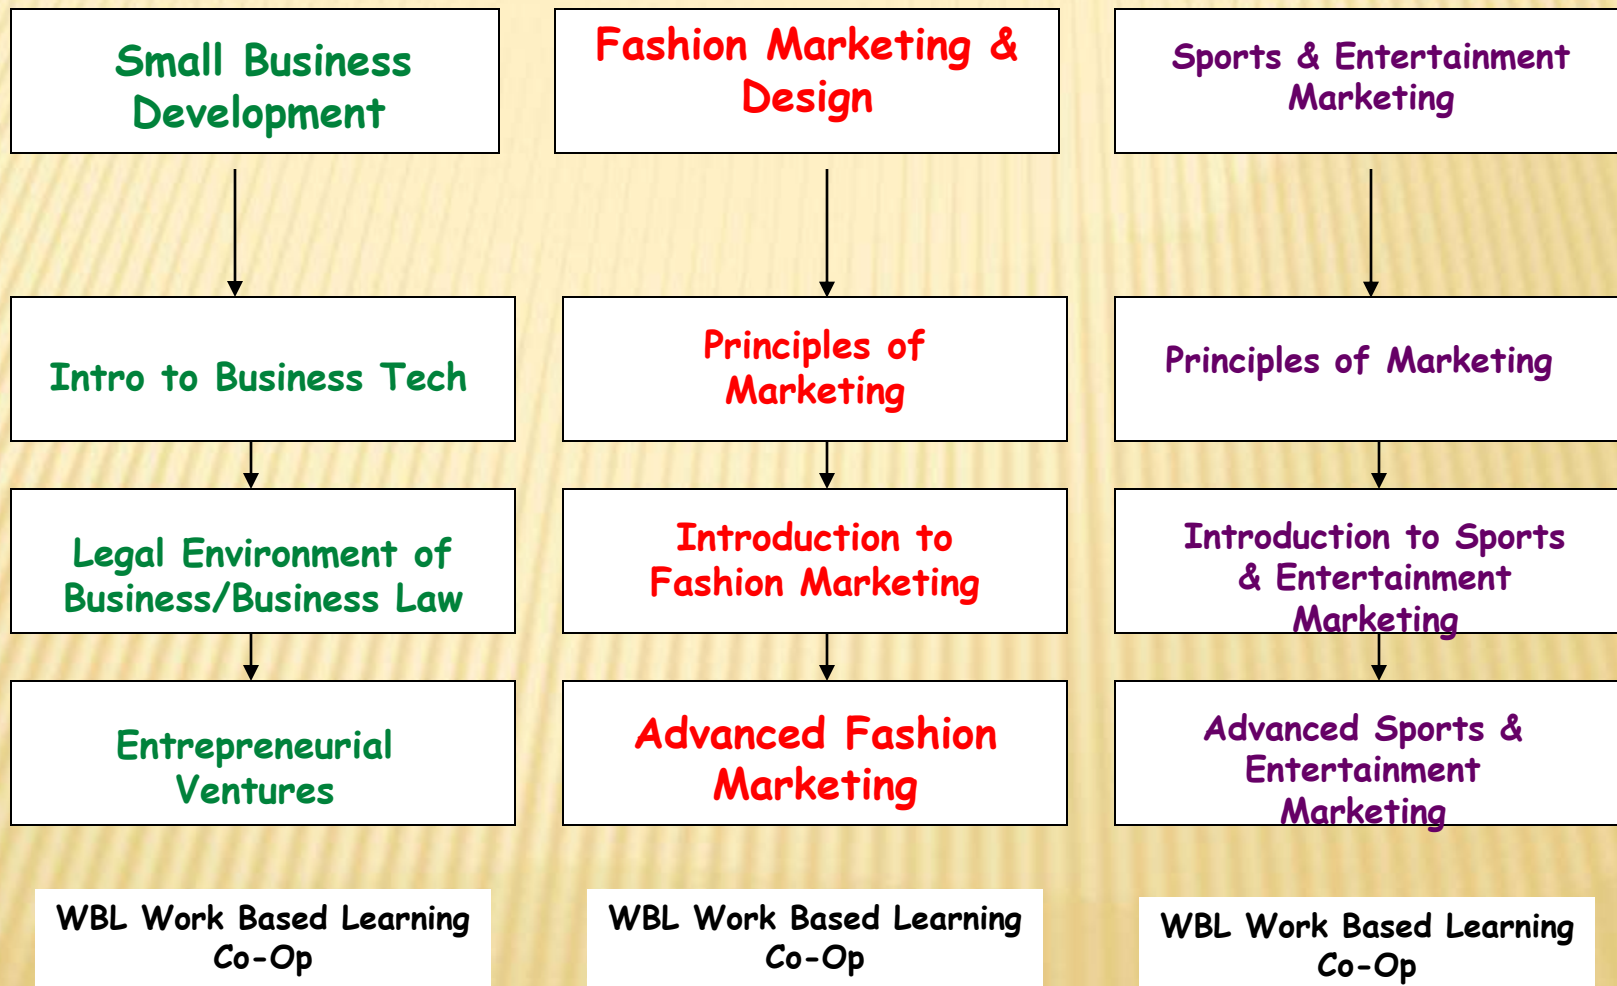 Small Business
Development
Fashion Marketing &
Design
Sports & Entertainment
Marketing
Intro to Business Tech
Principles of
Marketing
Principles of Marketing
Legal Environment of
Business/Business Law
Introduction to
Fashion Marketing
Introduction to Sports
& Entertainment
Marketing
Entrepreneurial
Ventures
Advanced Fashion
Marketing
Advanced Sports &
Entertainment
Marketing
WBL Work Based Learning
Co-Op
WBL Work Based Learning
Co-Op
WBL Work Based Learning
Co-Op